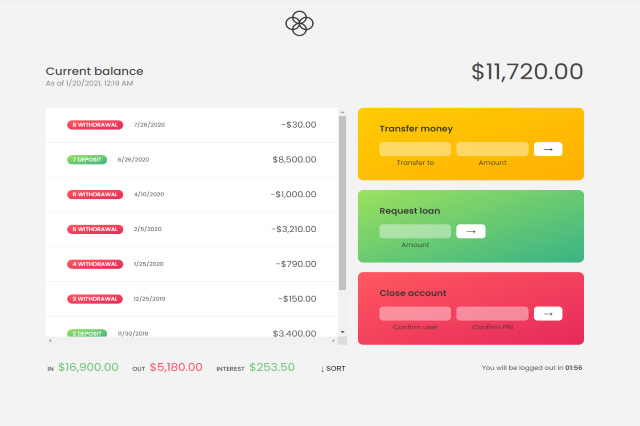 Current balance
As of 1/20/2021, 12:19 AM
$11,720.00
8 WITHDRAWAL 7/26/2020 -$30.00
7 DEPOSIT 6/26/2020 $8,500.00
6 WITHDRAWAL 4/10/2020 -$1,000.00
5 WITHDRAWAL 2/5/2020 -$3,210.00
4 WITHDRAWAL 1/25/2020 -$790.00
3 WITHDRAWAL 12/25/2019 -$150.00
2 DEPOSIT 11/30/2019 $3,400.00
Transfer money
→
Transfer to Amount
Request loan
→
Amount
Close account
→
Confirm user Confirm PIN
IN $16,900.00 OUT $5,180.00 INTEREST $253.50 ↓ SORT
You will be logged out in 01:56